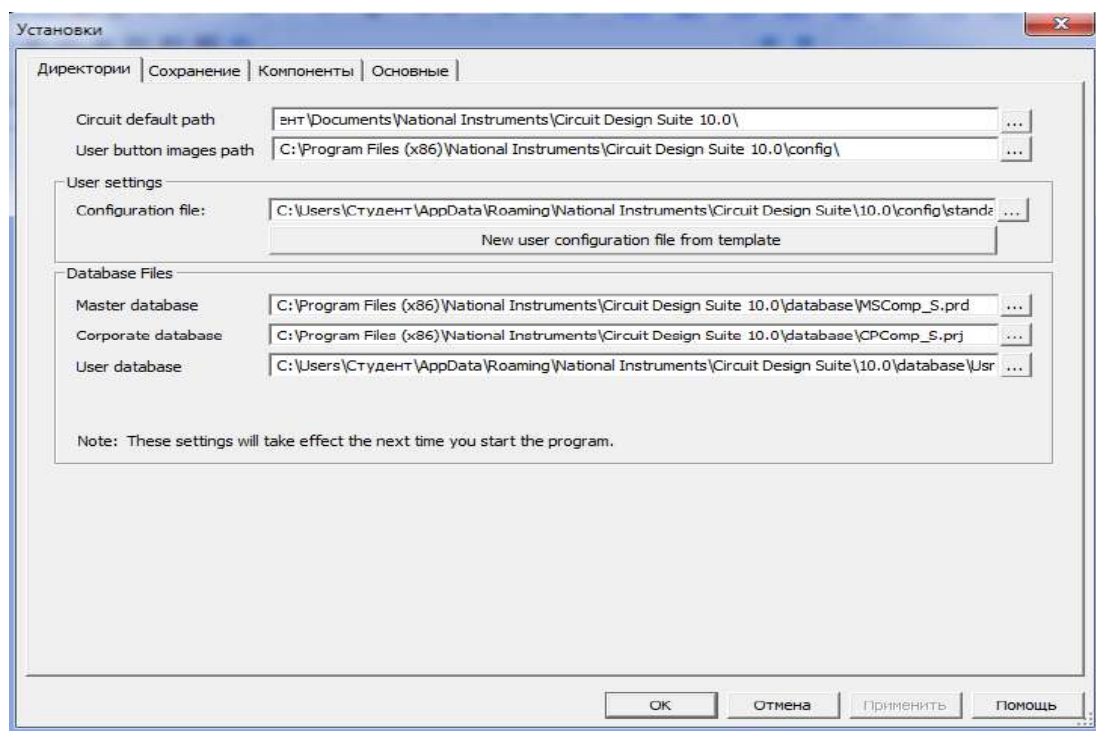 Установки
Директории Сохранение Компоненты Основные
Circuit default path ент\Documents\National Instruments\Circuit Design Suite 10.0\ ...
User button images path C:\Program Files (x86)\National Instruments\Circuit Design Suite 10.0\config\ ...
User settings
Configuration file: C:\Users\Студент\AppData\Roaming\National Instruments\Circuit Design Suite\10.0\config\standa ...
New user configuration file from template
Database Files
Master database C:\Program Files (x86)\National Instruments\Circuit Design Suite 10.0\database\MSComp_S.prd ...
Corporate database C:\Program Files (x86)\National Instruments\Circuit Design Suite 10.0\database\CPComp_S.prj ...
User database C:\Users\Студент\AppData\Roaming\National Instruments\Circuit Design Suite\10.0\database\Usr ...
Note: These settings will take effect the next time you start the program.
OK Отмена Применить Помощь